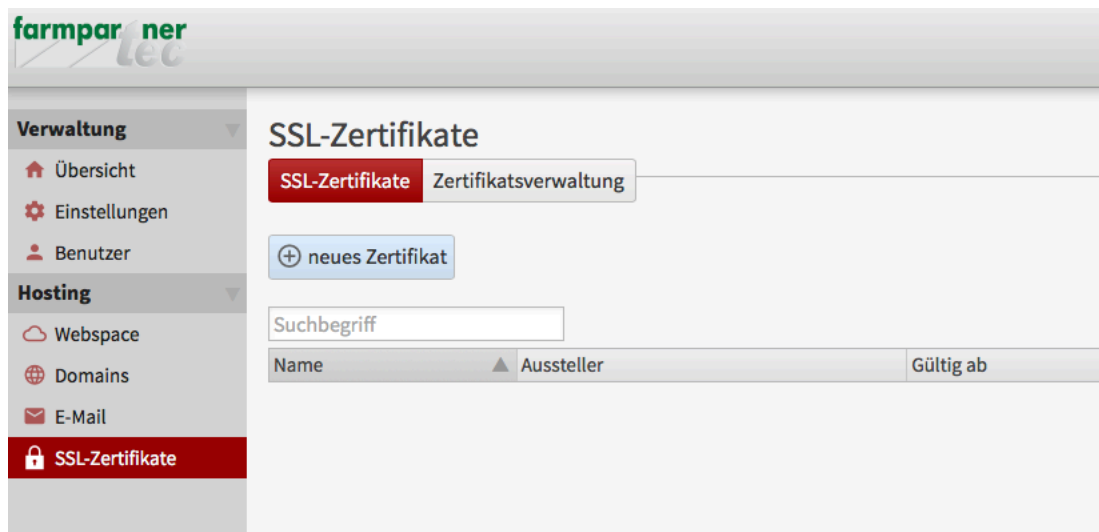 farmpartner
tec
Verwaltung
Übersicht
Einstellungen
Benutzer
Hosting
Webspace
Domains
E-Mail
SSL-Zertifikate
SSL-Zertifikate
SSL-Zertifikate Zertifikatsverwaltung
neues Zertifikat
Suchbegriff
Name Aussteller Gültig ab